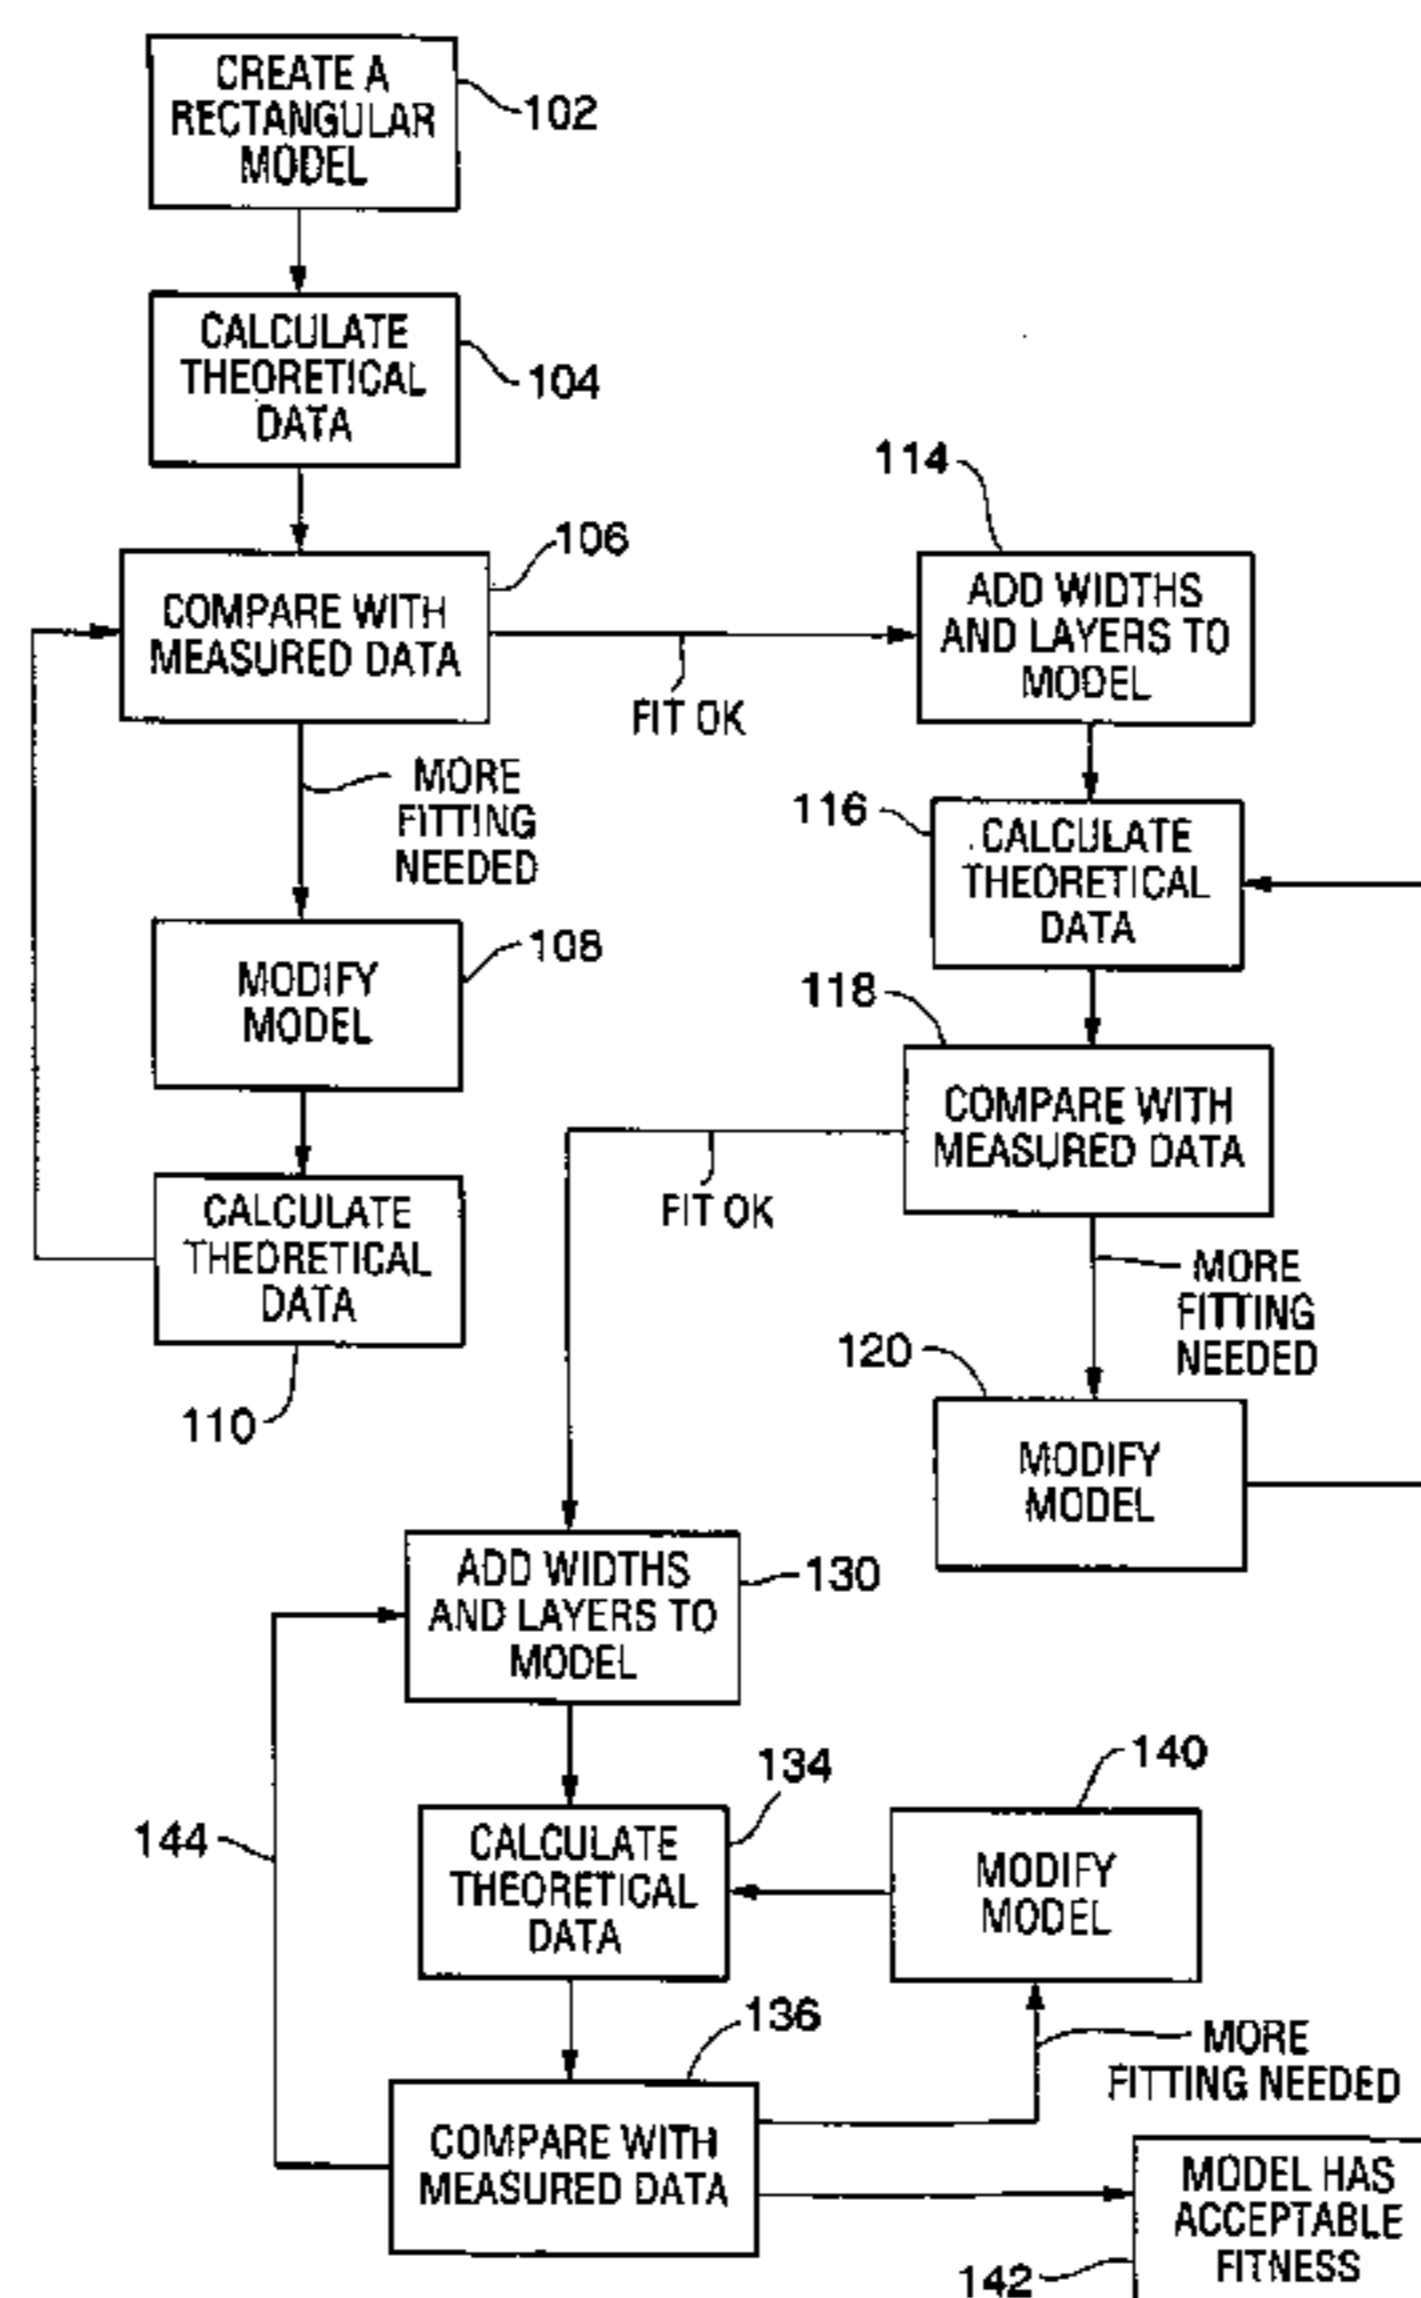 CREATE A
RECTANGULAR
MODEL
102
CALCULATE
THEORETICAL
DATA
104
COMPARE WITH
MEASURED DATA
106
FIT OK
MORE
FITTING
NEEDED
MODIFY
MODEL
108
CALCULATE
THEORETICAL
DATA
110
114
ADD WIDTHS
AND LAYERS TO
MODEL
116
CALCULATE
THEORETICAL
DATA
118
COMPARE WITH
MEASURED DATA
FIT OK
MORE
FITTING
NEEDED
120
MODIFY
MODEL
ADD WIDTHS
AND LAYERS TO
MODEL
130
134
CALCULATE
THEORETICAL
DATA
140
MODIFY
MODEL
144
136
COMPARE WITH
MEASURED DATA
MORE
FITTING NEEDED
MODEL HAS
ACCEPTABLE
FITNESS
142